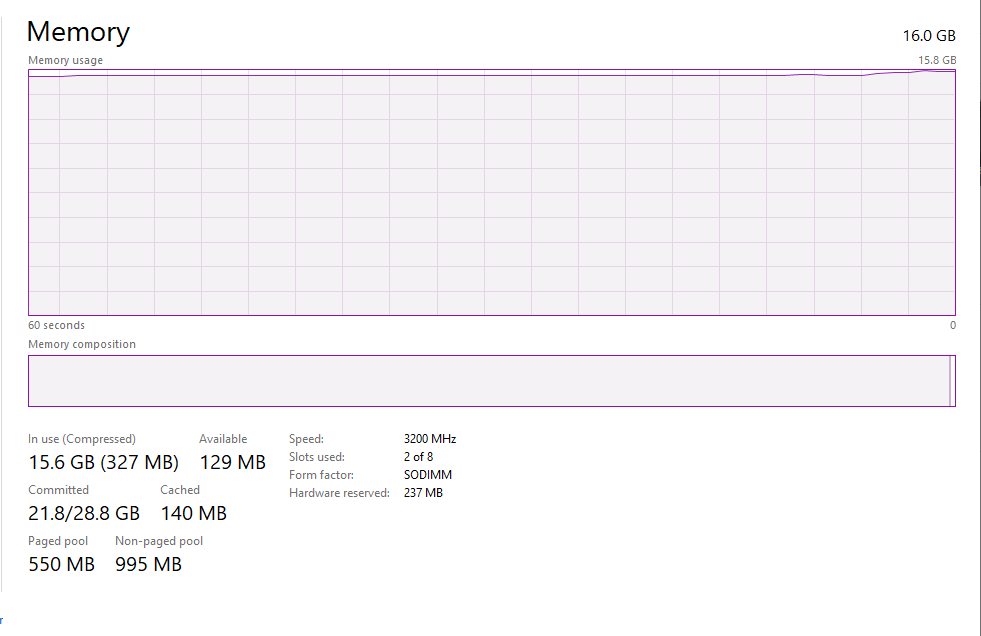 Memory 16.0 GB
Memory usage 15.8 GB
60 seconds 0
Memory composition
In use (Compressed) Available
15.6 GB (327 MB) 129 MB
Committed Cached
21.8/28.8 GB 140 MB
Paged pool Non-paged pool
550 MB 995 MB
Speed: 3200 MHz
Slots used: 2 of 8
Form factor: SODIMM
Hardware reserved: 237 MB